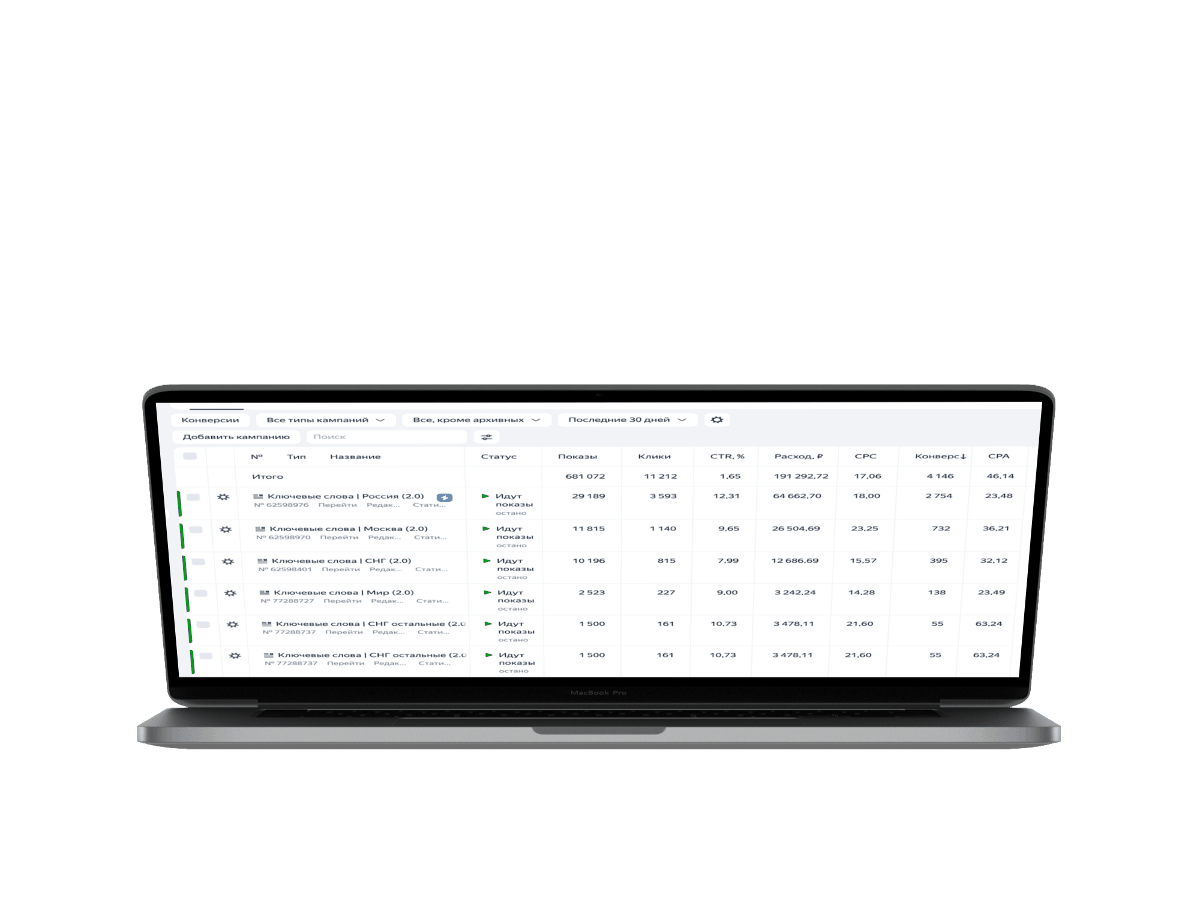 Конверсии Все типы кампаний Все, кроме архивных Последние 30 дней
Добавить кампанию Поиск
№ Тип Название Статус Показы Клики CTR, % Расход, ₽ CPC Конверс↓ CPA
Итого 681 072 11 212 1,65 191 292,72 17,06 4 146 46,14
Ключевые слова | Россия (2.0) Идут показы 29 189 3 593 12,31 64 662,70 18,00 2 754 23,48
№ 62598976 Перейти Редак... Стати... остано
Ключевые слова | Москва (2.0) Идут показы 11 815 1 140 9,65 26 504,69 23,25 732 36,21
№ 62598970 Перейти Редак... Стати... остано
Ключевые слова | СНГ (2.0) Идут показы 10 196 815 7,99 12 686,69 15,57 395 32,12
№ 62598401 Перейти Редак... Стати... остано
Ключевые слова | Мир (2.0) Идут показы 2 523 227 9,00 3 242,24 14,28 138 23,49
№ 77288727 Перейти Редак... Стати... остано
Ключевые слова | СНГ остальные (2.0 Идут показы 1 500 161 10,73 3 478,11 21,60 55 63,24
№ 77288737 Перейти Редак... Стати... остано
Ключевые слова | СНГ остальные (2.0 Идут показы 1 500 161 10,73 3 478,11 21,60 55 63,24
№ 77288737 Перейти Редак... Стати... остано
MacBook Pro